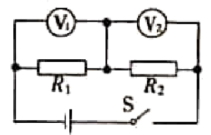 V₁ V₂
R₁ R₂
S